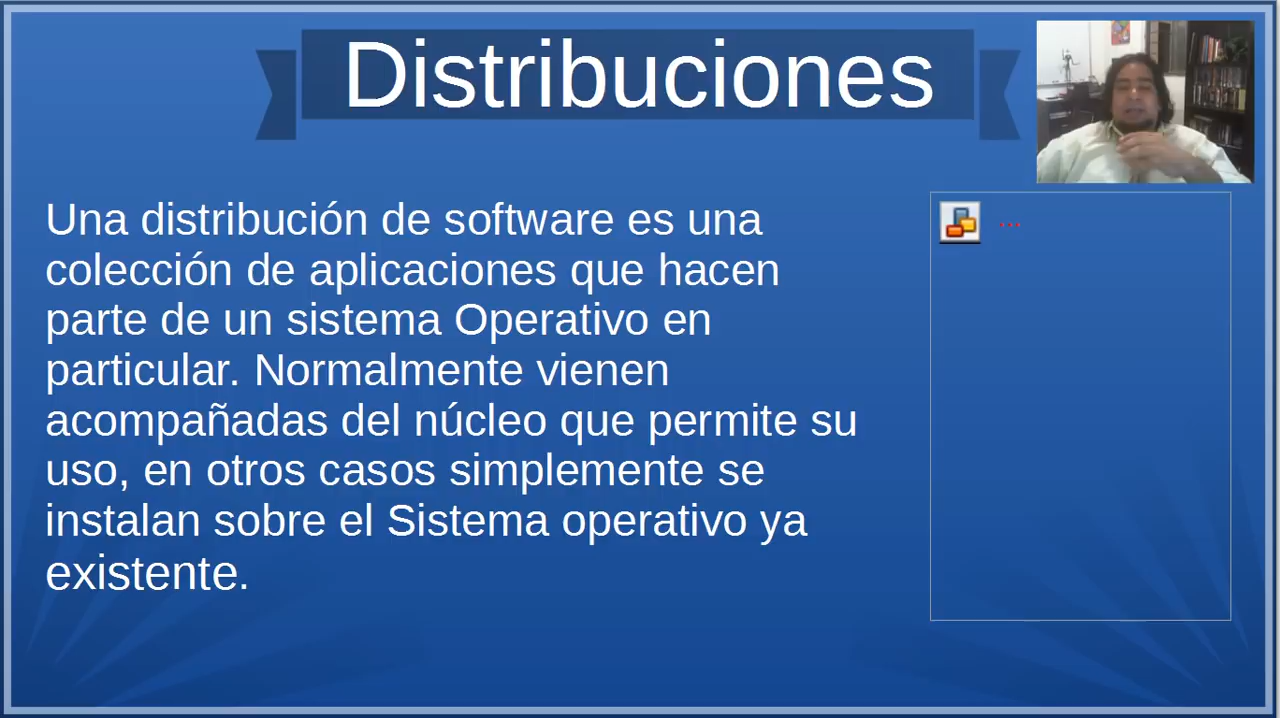 Distribuciones
Una distribución de software es una
colección de aplicaciones que hacen
parte de un sistema Operativo en
particular. Normalmente vienen
acompañadas del núcleo que permite su
uso, en otros casos simplemente se
instalan sobre el Sistema operativo ya
existente.
...